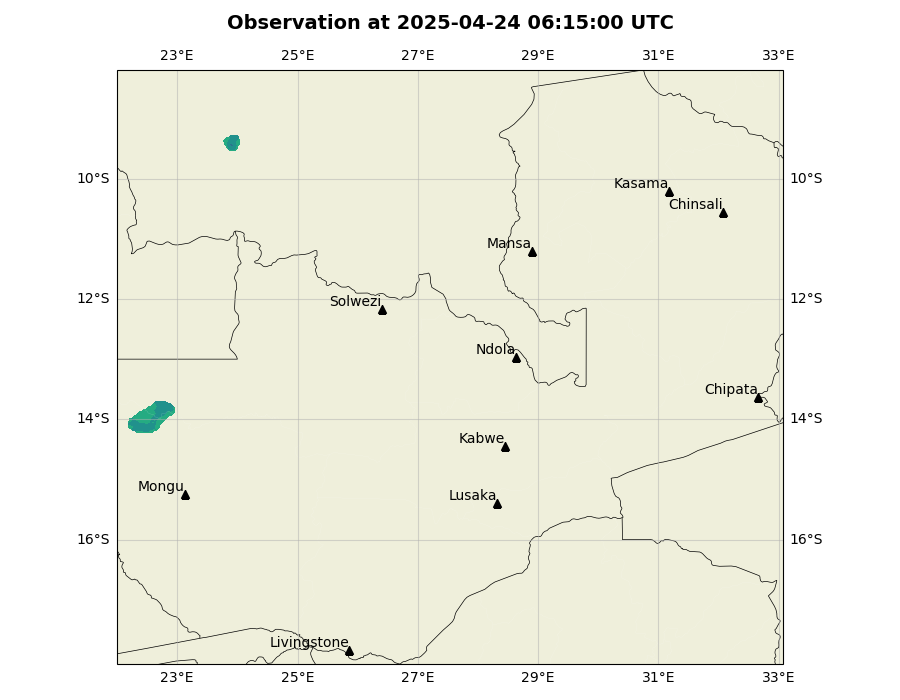 Observation at 2025-04-24 06:15:00 UTC
23°E 25°E 27°E 29°E 31°E 33°E
10°S 10°S
Kasama
Chinsali
Mansa
12°S 12°S
Solwezi
Ndola
Chipata
14°S 14°S
Kabwe
Mongu
Lusaka
16°S 16°S
Livingstone
23°E 25°E 27°E 29°E 31°E 33°E